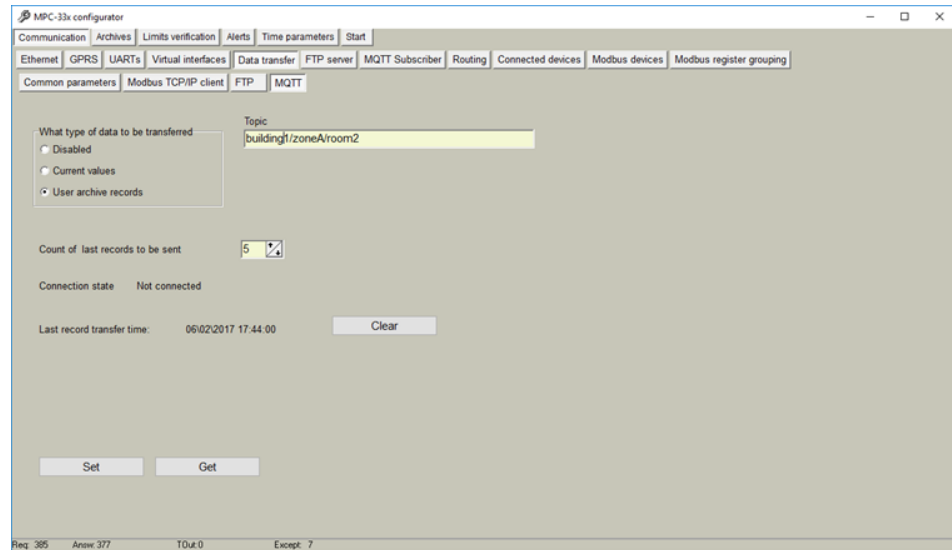 MPC-33x configurator
Communication Archives Limits verification Alerts Time parameters Start
Ethernet GPRS UARTs Virtual interfaces Data transfer FTP server MQTT Subscriber Routing Connected devices Modbus devices Modbus register grouping
Common parameters Modbus TCP/IP client FTP MQTT
What type of data to be transferred
Disabled
Current values
User archive records
Topic
building1/zoneA/room2
Count of last records to be sent 5
Connection state Not connected
Last record transfer time: 06\02\2017 17:44:00 Clear
Set Get
Req: 385 Answ: 377 TOut:0 Except: 7